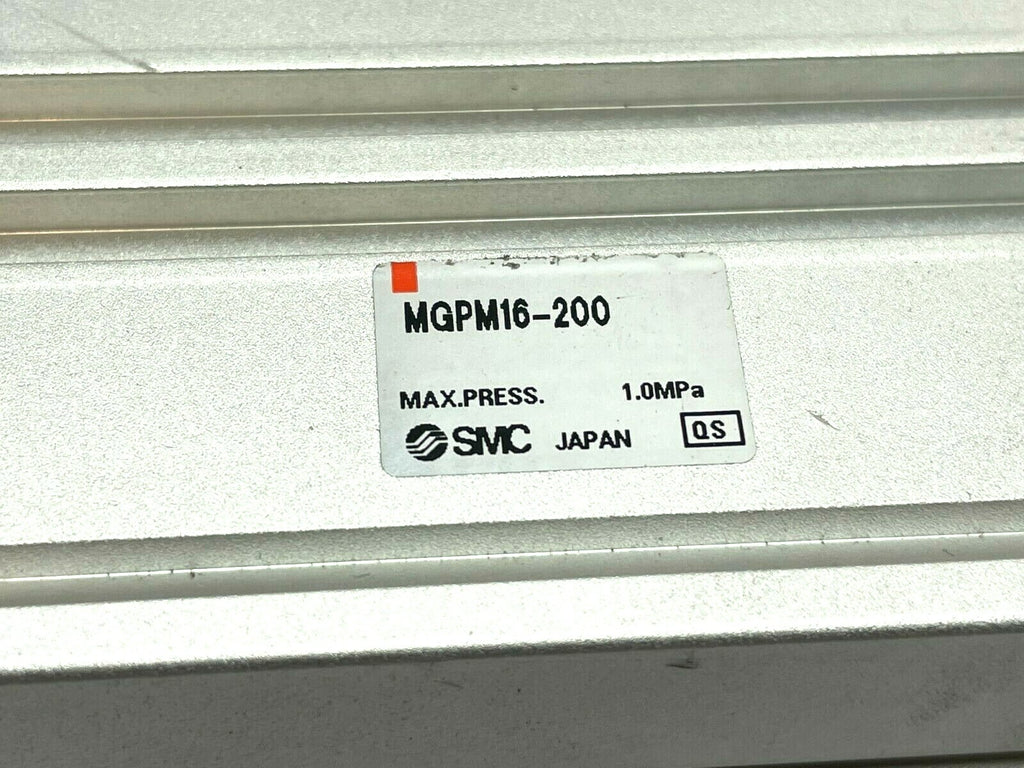 MGPM16-200
MAX.PRESS. 1.0MPa
SMC JAPAN QS